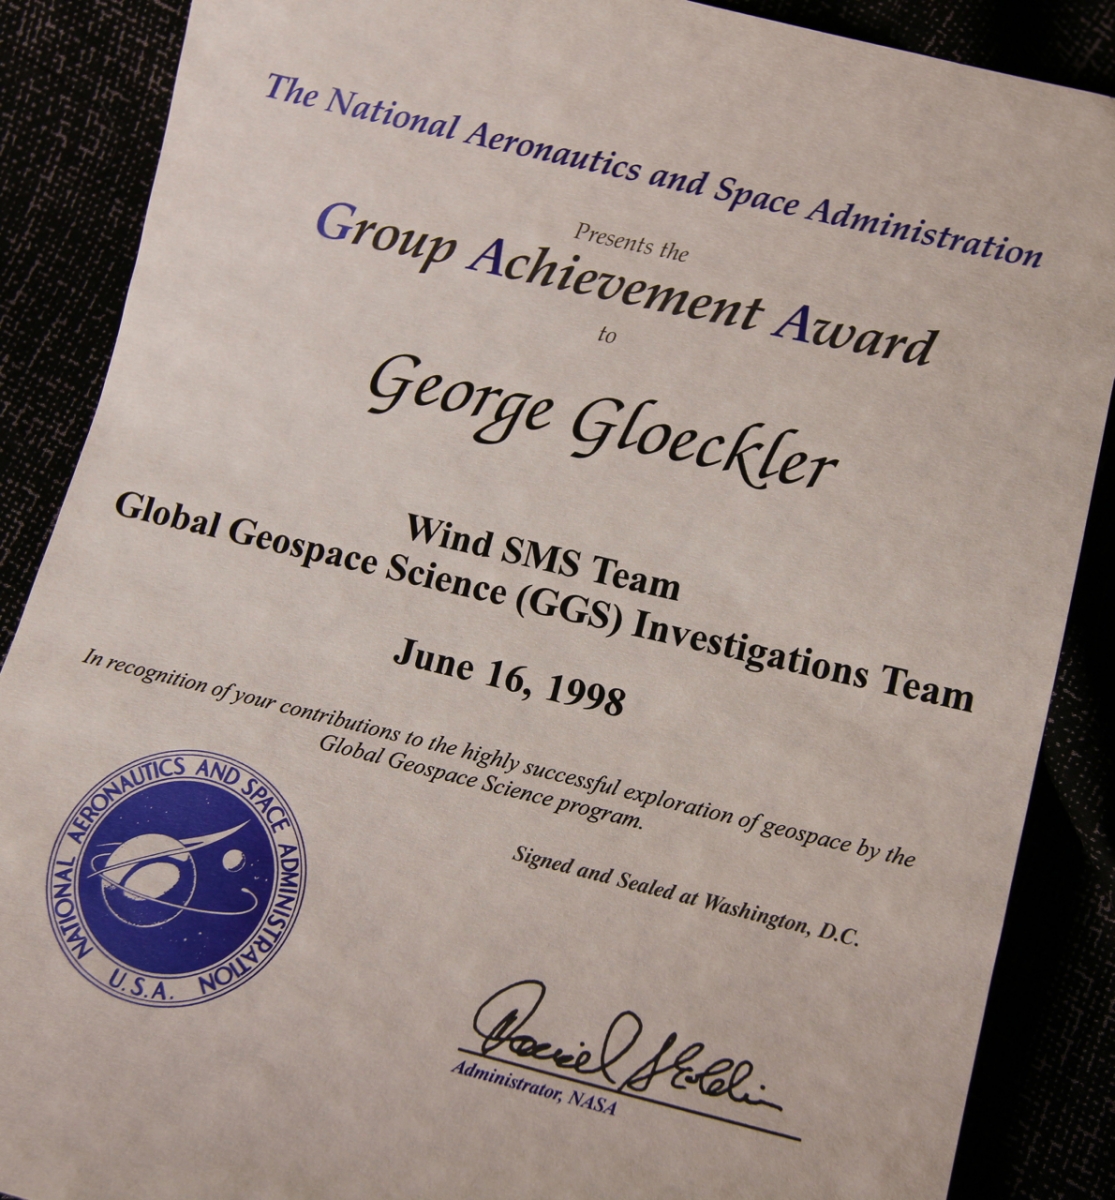 The National Aeronautics and Space Administration
Presents the
Group Achievement Award
to
George Gloeckler
Wind SMS Team
Global Geospace Science (GGS) Investigations Team
June 16, 1998
In recognition of your contributions to the highly successful exploration of geospace by the
Global Geospace Science program.
Signed and Sealed at Washington, D.C.
NATIONAL AERONAUTICS AND SPACE ADMINISTRATION
U.S.A.
Daniel S Goldin
Administrator, NASA